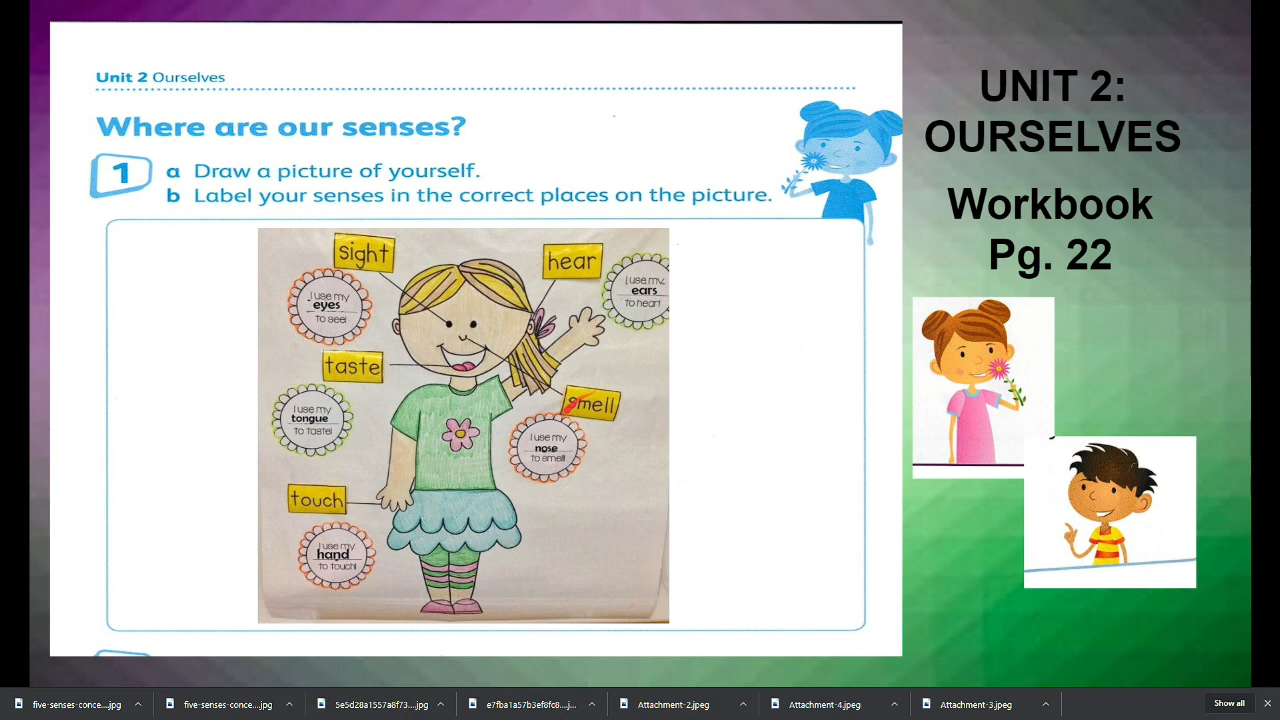 Unit 2 Ourselves
Where are our senses?
1
a Draw a picture of yourself.
b Label your senses in the correct places on the picture.
sight
I use my
eyes
to see!
hear
I use my
ears
to hear!
taste
I use my
tongue
to taste!
smell
I use my
nose
to smell!
touch
I use my
hand
to touch!
UNIT 2:
OURSELVES
Workbook
Pg. 22
five-senses-conce....jpg
five-senses-conce....jpg
5e5d28a1557a8f73....jpg
e7fba1a57b3ef8fc8...j...
Attachment-2.jpeg
Attachment-4.jpeg
Attachment-3.jpeg
Show all